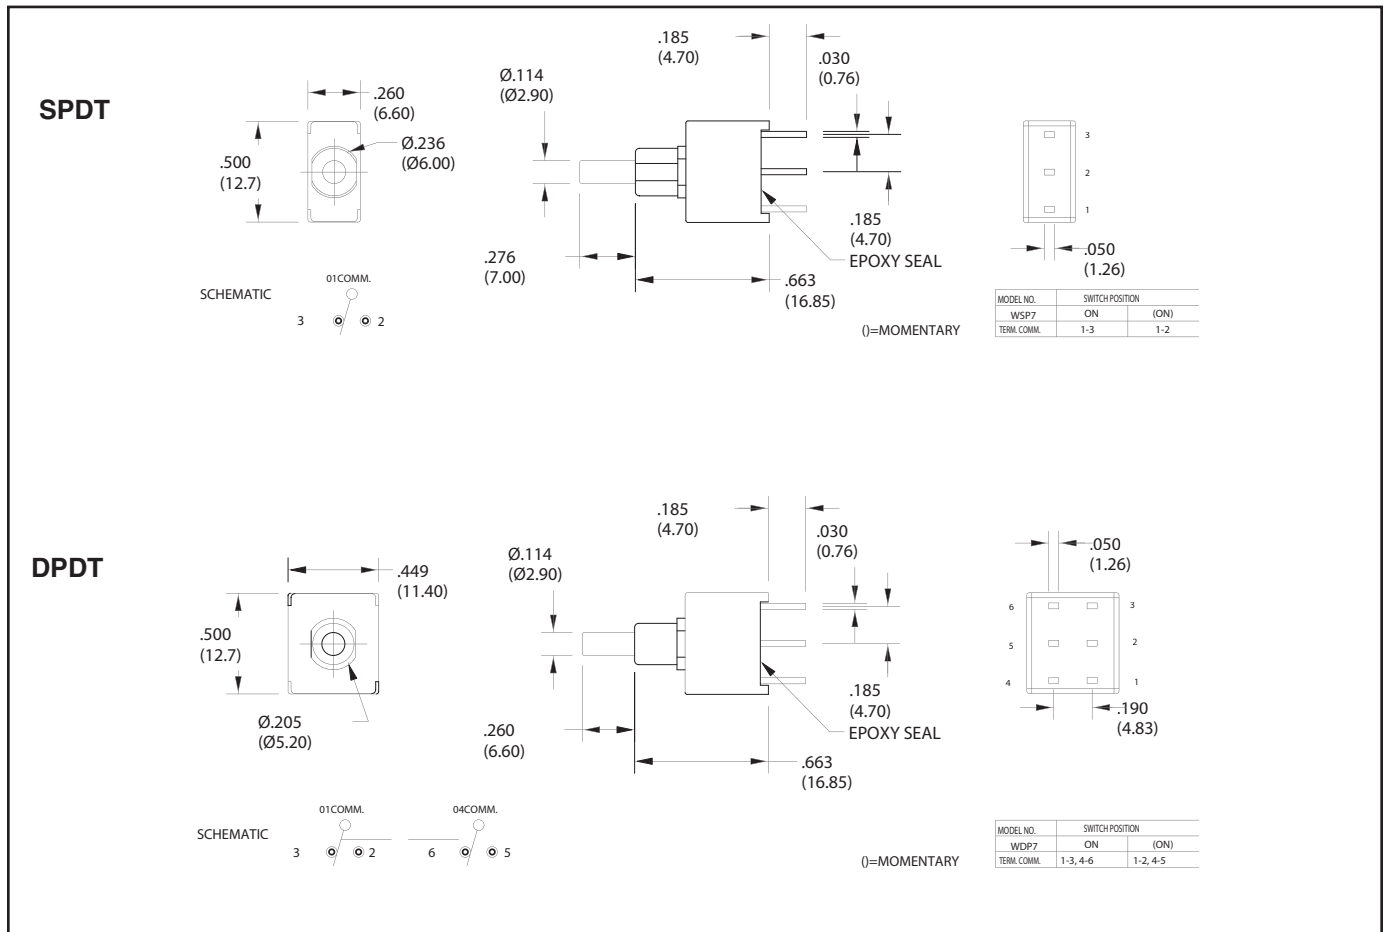 SPDT
.260
(6.60)
.500
(12.7)
Ø.236
(Ø6.00)
Ø.114
(Ø2.90)
.185
(4.70)
.030
(0.76)
.185
(4.70)
EPOXY SEAL
.276
(7.00)
.663
(16.85)
3
2
1
.050
(1.26)
SCHEMATIC
01COMM.
3 2
()=MOMENTARY
MODEL NO. SWITCH POSITION
WSP7 ON (ON)
TERM. COMM. 1-3 1-2
DPDT
.449
(11.40)
.500
(12.7)
Ø.205
(Ø5.20)
Ø.114
(Ø2.90)
.185
(4.70)
.030
(0.76)
.185
(4.70)
EPOXY SEAL
.260
(6.60)
.663
(16.85)
.050
(1.26)
6 3
5 2
4 1
.190
(4.83)
SCHEMATIC
01COMM. 04COMM.
3 2 6 5
()=MOMENTARY
MODEL NO. SWITCH POSITION
WDP7 ON (ON)
TERM. COMM. 1-3, 4-6 1-2, 4-5